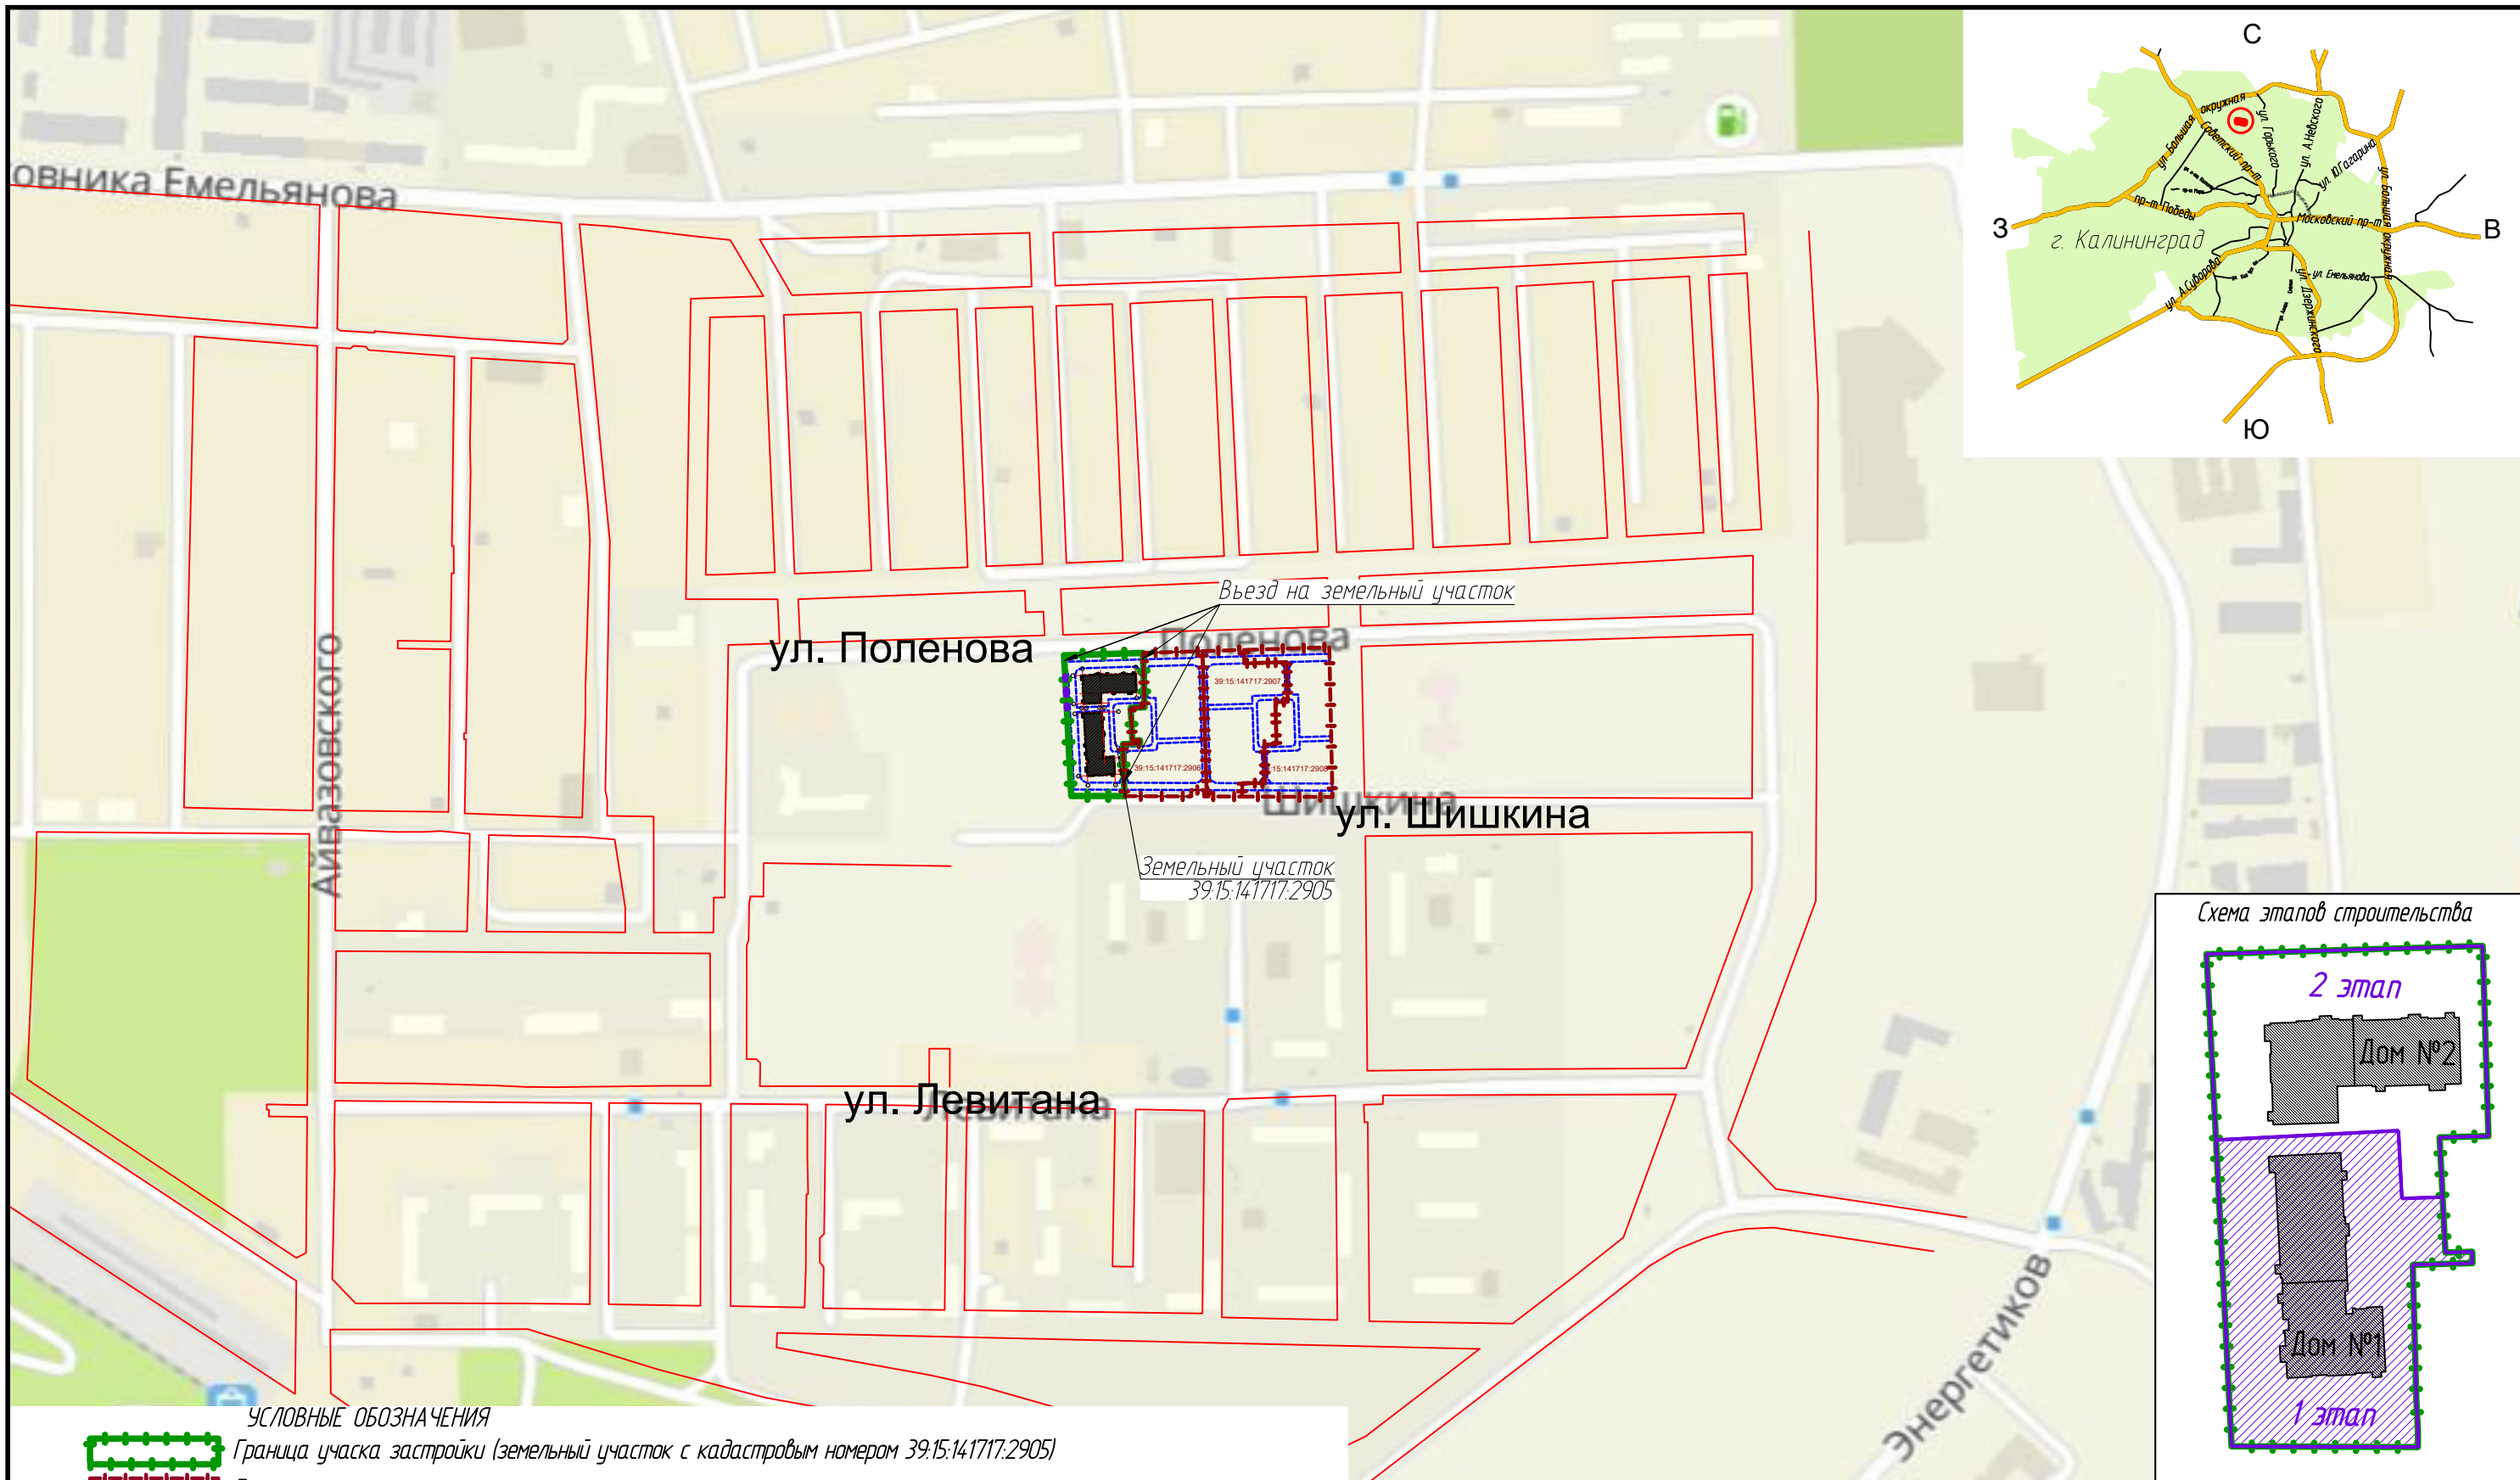 С
окружная
ул. Большая
Советский пр-т
ул. Горького
ул. А.Невского
ул. Ю.Гагарина
ул. Большая окружная
пр-т Победы
Московский пр-т
З
В
г. Калининград
ул. А.Суворова
ул. Емельянова
ул. Дзержинского
Ю
овника Емельянова
Айвазовского
Въезд на земельный участок
ул. Поленова
Поленова
39:15:141717:2907
39:15:141717:2906
15:141717:2908
Шишкина
ул. Шишкина
Земельный участок
39:15:141717:2905
ул. Левитана
Левитана
Энергетиков
Схема этапов строительства
2 этап
Дом №2
Дом №1
1 этап
УСЛОВНЫЕ ОБОЗНАЧЕНИЯ
Граница учаска застройки (земельный участок с кадастровым номером 39:15:141717:2905)